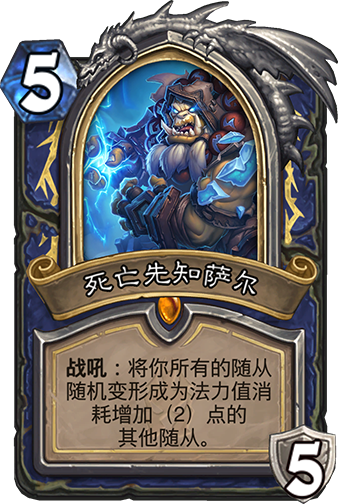 5
死亡先知萨尔
战吼：将你所有的随从
随机变形成为法力值消
耗增加（2）点的
其他随从。
5